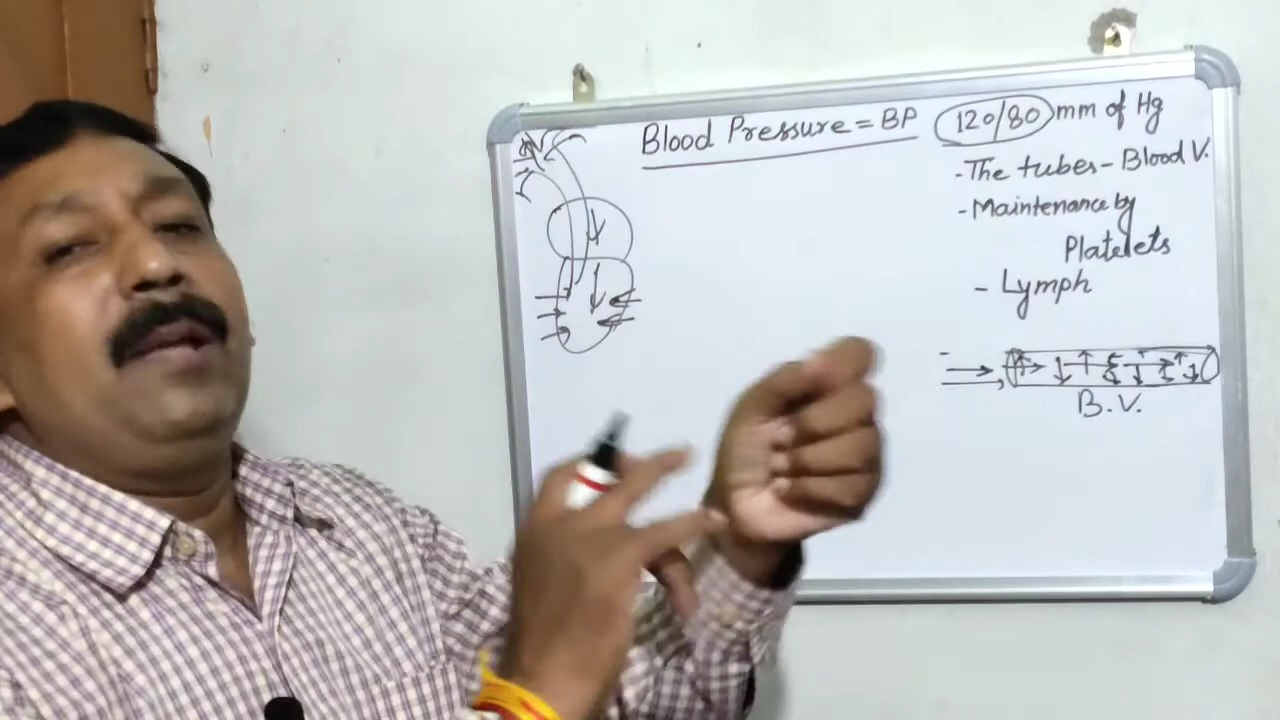 Blood Pressure = BP
120/80 mm of Hg
- The tubes - Blood V.
- Maintenance by
Platelets
- Lymph
B.V.